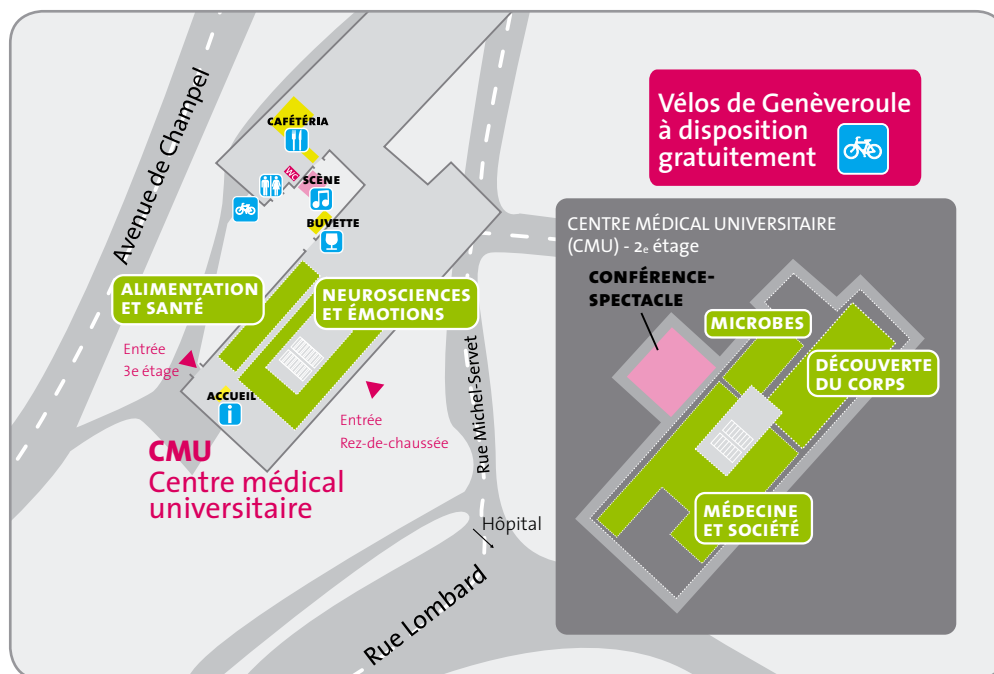 Avenue de Champel
CAFÉTÉRIA
WC
SCÈNE
BUVETTE
ALIMENTATION
ET SANTÉ
NEUROSCIENCES
ET ÉMOTIONS
Entrée
3e étage
ACCUEIL
i
Entrée
Rez-de-chaussée
CMU
Centre médical
universitaire
Rue Michel-Servet
Hôpital
Rue Lombard
Vélos de Genèveroule
à disposition
gratuitement
CENTRE MÉDICAL UNIVERSITAIRE
(CMU) - 2e étage
CONFÉRENCE-
SPECTACLE
MICROBES
DÉCOUVERTE
DU CORPS
MÉDECINE
ET SOCIÉTÉ